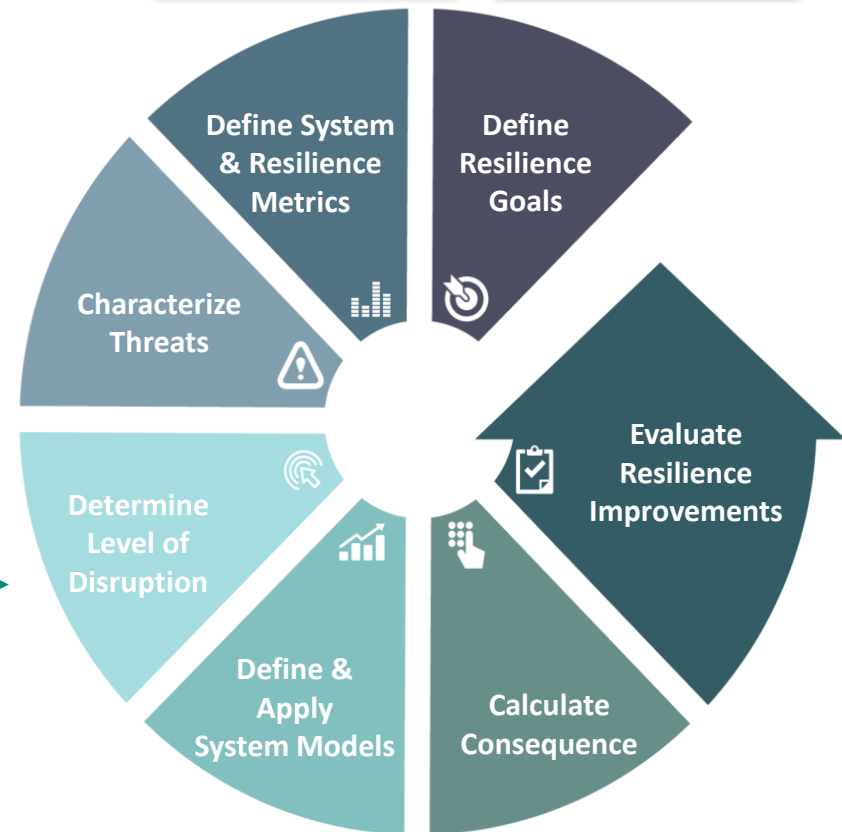 Define
Resilience
Goals
Define System
& Resilience
Metrics
Characterize
Threats
Determine
Level of
Disruption
Define &
Apply
System Models
Calculate
Consequence
Evaluate
Resilience
Improvements